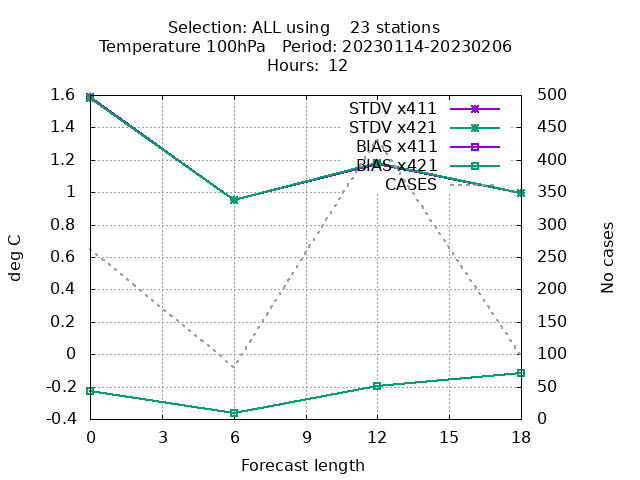 Selection: ALL using    23 stations
Temperature 100hPa   Period: 20230114-20230206
Hours: 12
1.6
1.4
1.2
1
0.8
0.6
0.4
0.2
0
-0.2
-0.4
deg C
500
450
400
350
300
250
200
150
100
50
0
No cases
STDV x411
STDV x421
BIAS x411
BIAS x421
CASES
0 3 6 9 12 15 18
Forecast length